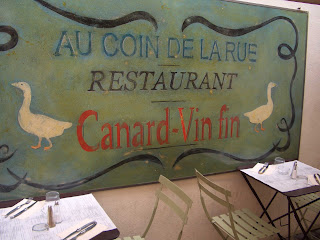 AU COIN DE LA RUE
RESTAURANT
Canard-Vin fin